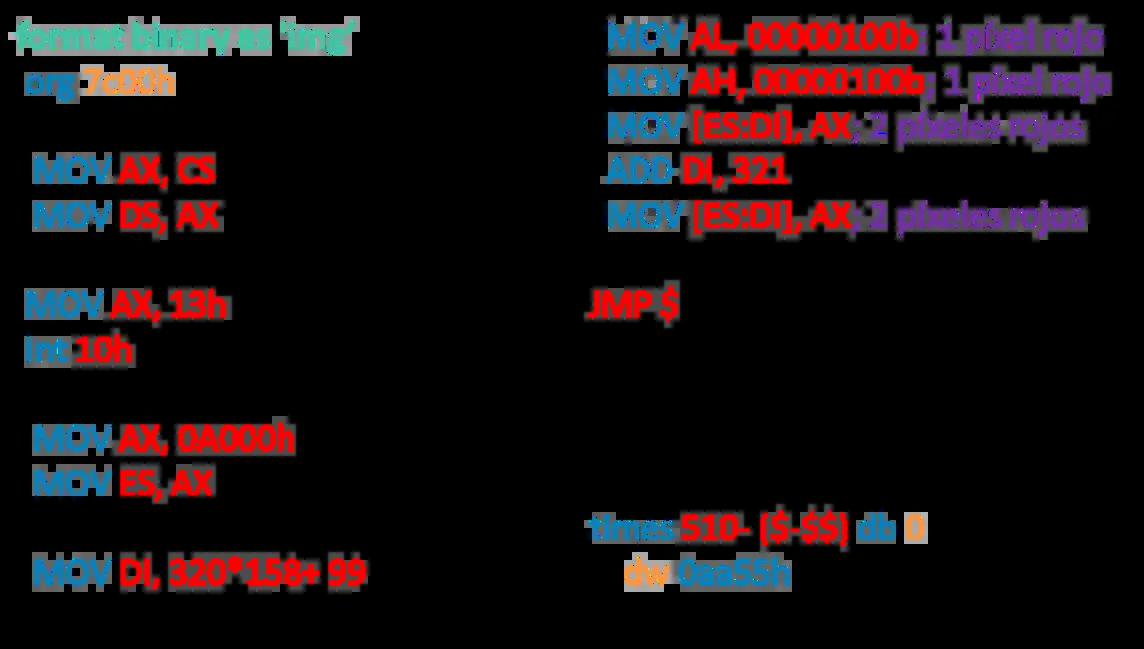 format binary as 'img'
org 7c00h
MOV AX, CS
MOV DS, AX
MOV AX, 13h
Int 10h
MOV AX, 0A000h
MOV ES, AX
MOV DI, 320*158+ 99
MOV AL, 00000100b; 1 pixel rojo
MOV AH, 00000100b; 1 pixel rojo
MOV [ES:DI], AX; 2 pixeles rojos
ADD DI, 321
MOV [ES:DI], AX; 2 pixeles rojos
JMP $
times 510- ($-$$) db 0
dw 0aa55h